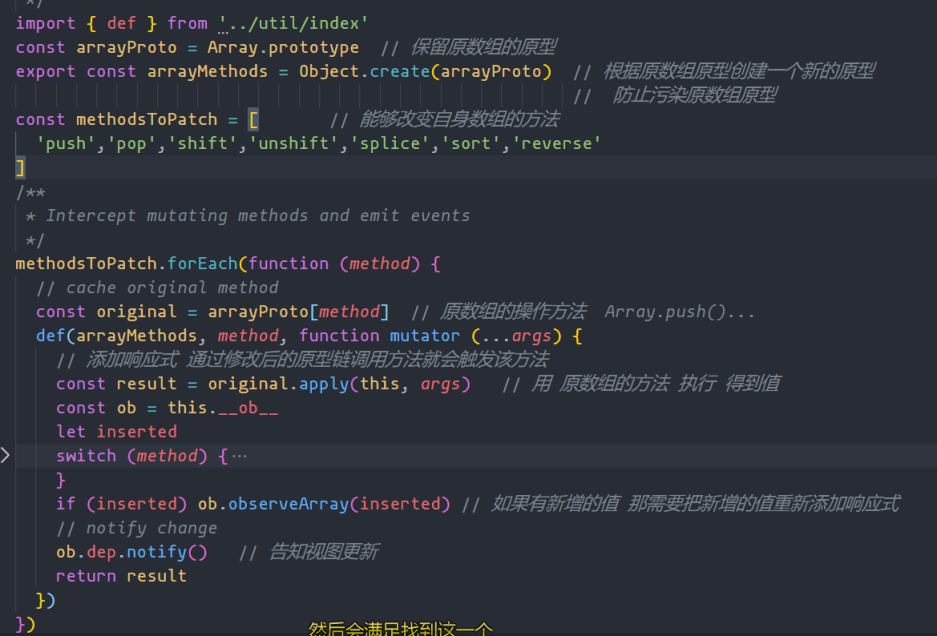 */
import { def } from '../util/index'
const arrayProto = Array.prototype  // 保留原数组的原型
export const arrayMethods = Object.create(arrayProto)  // 根据原数组原型创建一个新的原型
// 防止污染原数组原型
const methodsToPatch = [       // 能够改变自身数组的方法
  'push','pop','shift','unshift','splice','sort','reverse'
]
/**
 * Intercept mutating methods and emit events
 */
methodsToPatch.forEach(function (method) {
  // cache original method
  const original = arrayProto[method]  // 原数组的操作方法  Array.push()...
  def(arrayMethods, method, function mutator (...args) {
    // 添加响应式 通过修改后的原型链调用方法就会触发该方法
    const result = original.apply(this, args)   // 用 原数组的方法 执行 得到值
    const ob = this.__ob__
    let inserted
    switch (method) {···
    }
    if (inserted) ob.observeArray(inserted) // 如果有新增的值 那需要把新增的值重新添加响应式
    // notify change
    ob.dep.notify()   // 告知视图更新
    return result
  })
})
然后会满足找到这一个